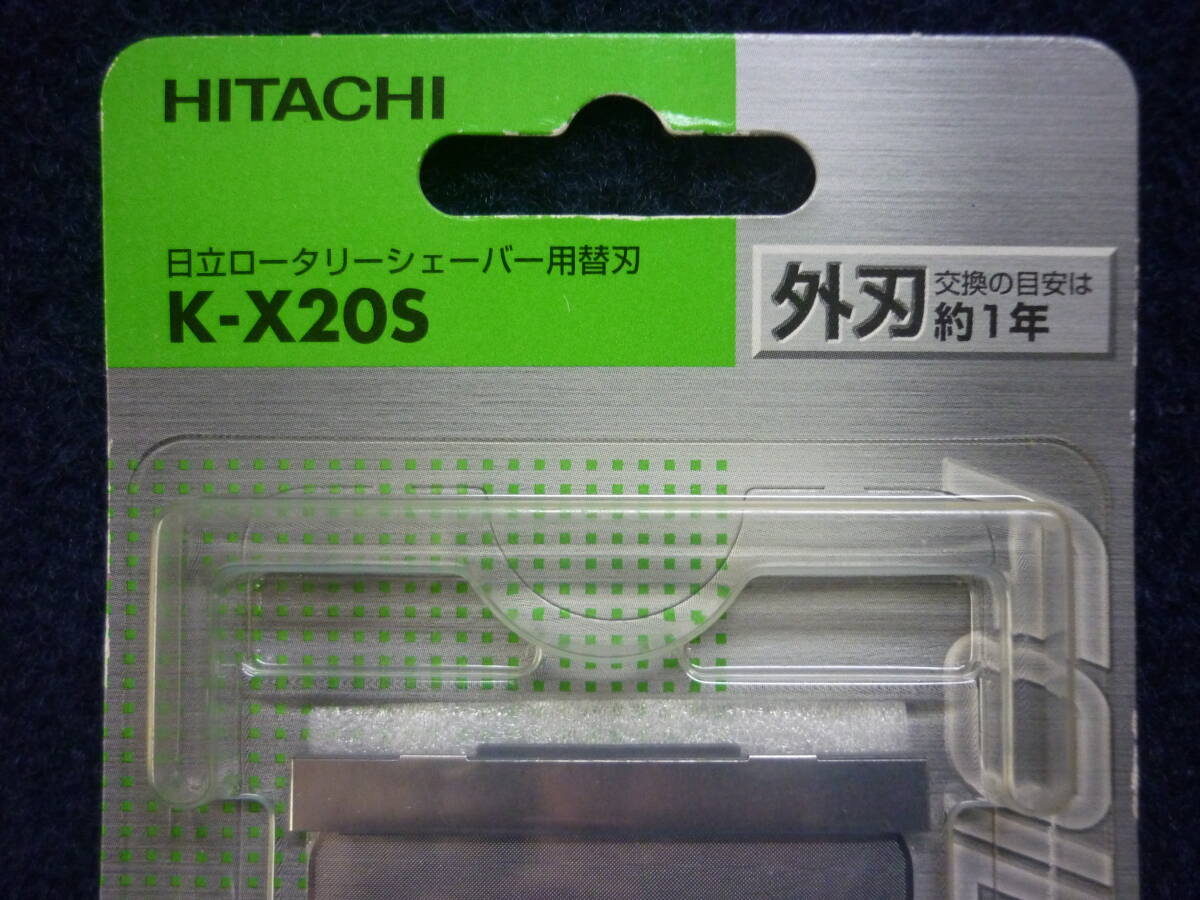 HITACHI
日立ロータリーシェーバー用替刃
K-X20S
外刃
交換の目安は
約1年